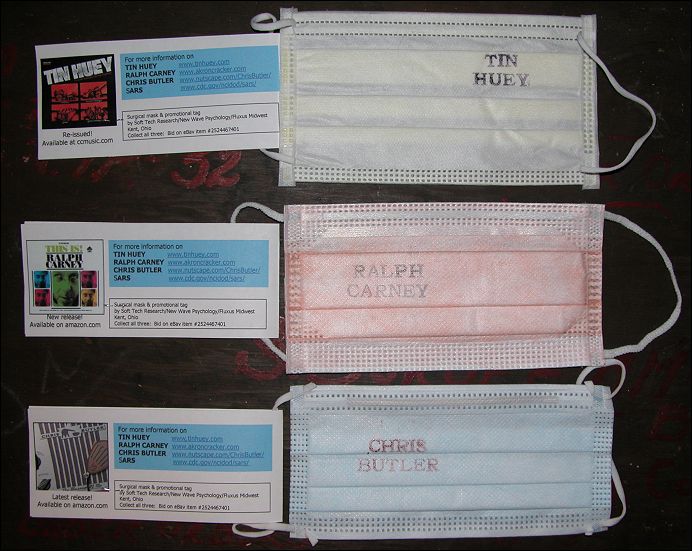 TIN HUEY
Re-issued!
Available at ccmusic.com
For more information on
TIN HUEY www.tinhuey.com
RALPH CARNEY www.akroncracker.com
CHRIS BUTLER www.nutscape.com/ChrisButler/
SARS www.cdc.gov/ncidod/sars/
Surgical mask & promotional tag
by Soft Tech Research/New Wave Psychology/Fluxus Midwest
Kent, Ohio
Collect all three: Bid on eBay item #2524467401
TIN
HUEY
THIS IS!
RALPH
CARNEY
New release!
Available on amazon.com
For more information on
TIN HUEY www.tinhuey.com
RALPH CARNEY www.akroncracker.com
CHRIS BUTLER www.nutscape.com/ChrisButler/
SARS www.cdc.gov/ncidod/sars/
Surgical mask & promotional tag
by Soft Tech Research/New Wave Psychology/Fluxus Midwest
Kent, Ohio
Collect all three: Bid on eBay item #2524467401
RALPH
CARNEY
Latest release!
Available on amazon.com
For more information on
TIN HUEY www.tinhuey.com
RALPH CARNEY www.akroncracker.com
CHRIS BUTLER www.nutscape.com/ChrisButler/
SARS www.cdc.gov/ncidod/sars/
Surgical mask & promotional tag
by Soft Tech Research/New Wave Psychology/Fluxus Midwest
Kent, Ohio
Collect all three: Bid on eBay item #2524467401
CHRIS
BUTLER